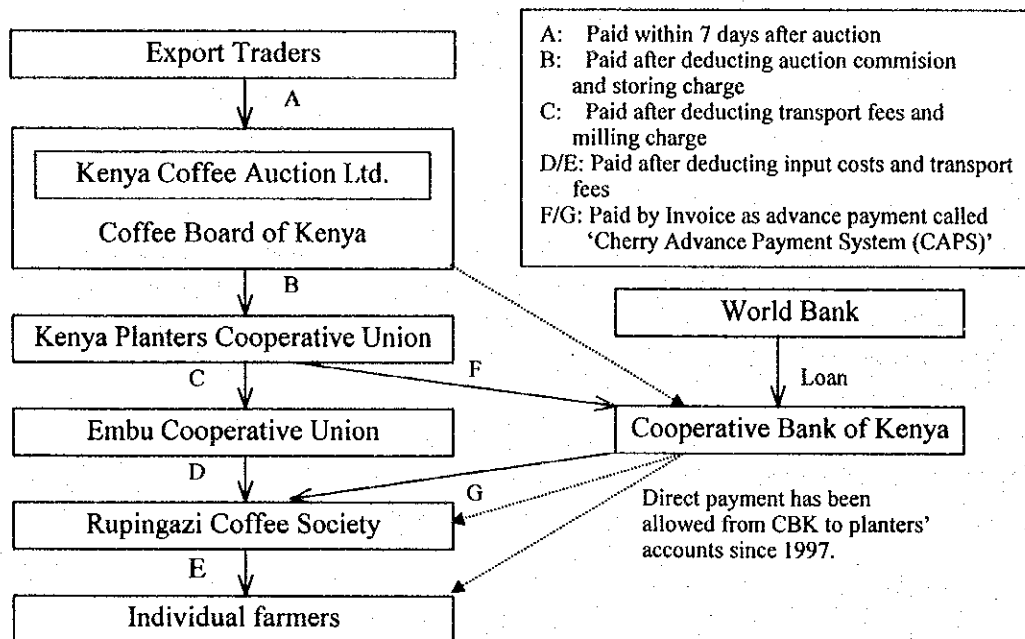 Export Traders
A
Kenya Coffee Auction Ltd.
Coffee Board of Kenya
B
Kenya Planters Cooperative Union
C
F
Embu Cooperative Union
D
G
Rupingazi Coffee Society
E
Individual farmers
A: Paid within 7 days after auction
B: Paid after deducting auction commision
and storing charge
C: Paid after deducting transport fees and
milling charge
D/E: Paid after deducting input costs and transport
fees
F/G: Paid by Invoice as advance payment called
‘Cherry Advance Payment System (CAPS)’
World Bank
Loan
Cooperative Bank of Kenya
Direct payment has been
allowed from CBK to planters’
accounts since 1997.